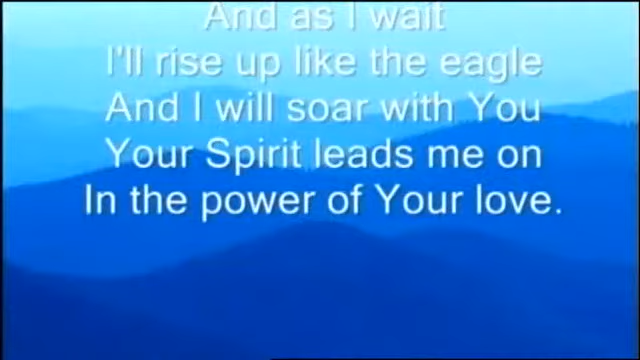 And as I wait
I'll rise up like the eagle
And I will soar with You
Your Spirit leads me on
In the power of Your love.